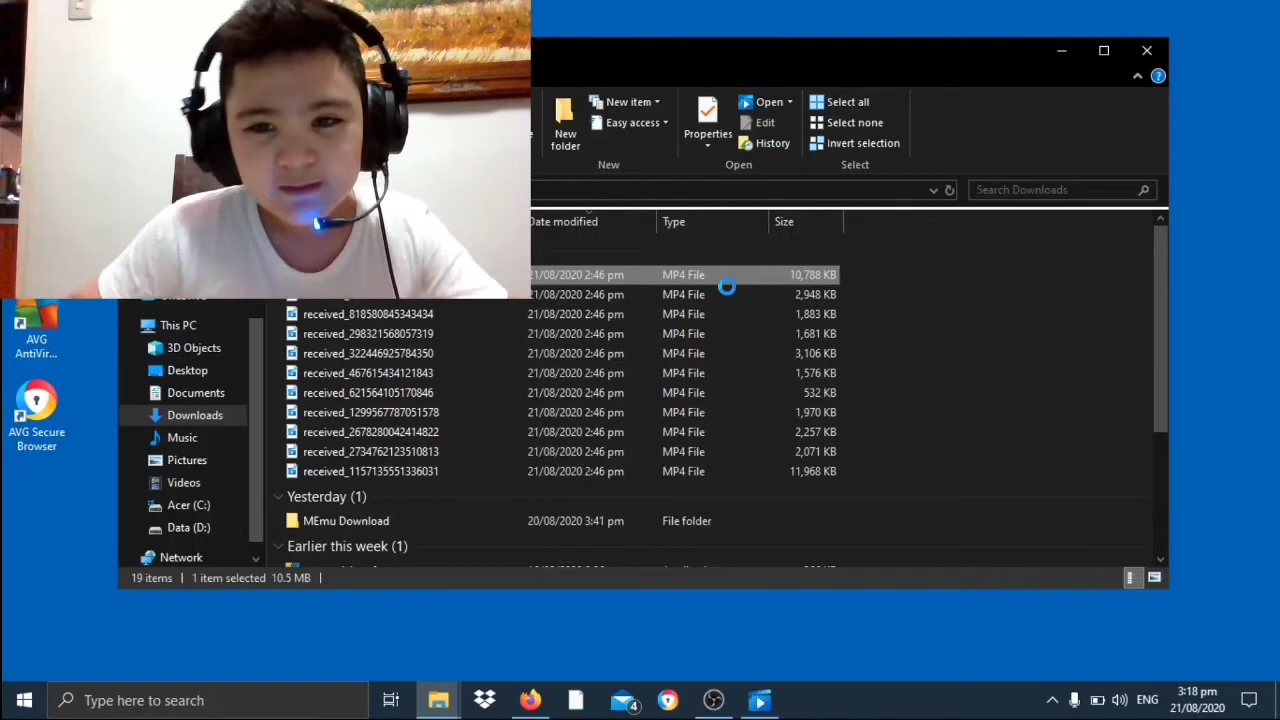 New item
Easy access
New
folder
New
Properties
Open
Edit
History
Open
Select all
Select none
Invert selection
Select
Search Downloads
Date modified
Type
Size
21/08/2020 2:46 pm MP4 File 10,788 KB
21/08/2020 2:46 pm MP4 File 2,948 KB
received_818580845343434 21/08/2020 2:46 pm MP4 File 1,883 KB
received_298321568057319 21/08/2020 2:46 pm MP4 File 1,681 KB
received_322446925784350 21/08/2020 2:46 pm MP4 File 3,106 KB
received_467615434121843 21/08/2020 2:46 pm MP4 File 1,576 KB
received_621564105170846 21/08/2020 2:46 pm MP4 File 532 KB
received_1299567787051578 21/08/2020 2:46 pm MP4 File 1,970 KB
received_2678280042414822 21/08/2020 2:46 pm MP4 File 2,257 KB
received_2734762123510813 21/08/2020 2:46 pm MP4 File 2,071 KB
received_1157135551336031 21/08/2020 2:46 pm MP4 File 11,968 KB
Yesterday (1)
MEmu Download 20/08/2020 3:41 pm File folder
Earlier this week (1)
This PC
3D Objects
Desktop
Documents
Downloads
Music
Pictures
Videos
Acer (C:)
Data (D:)
Network
19 items 1 item selected 10.5 MB
AVG
AntiVir...
AVG Secure
Browser
Type here to search
4
ENG
3:18 pm
21/08/2020